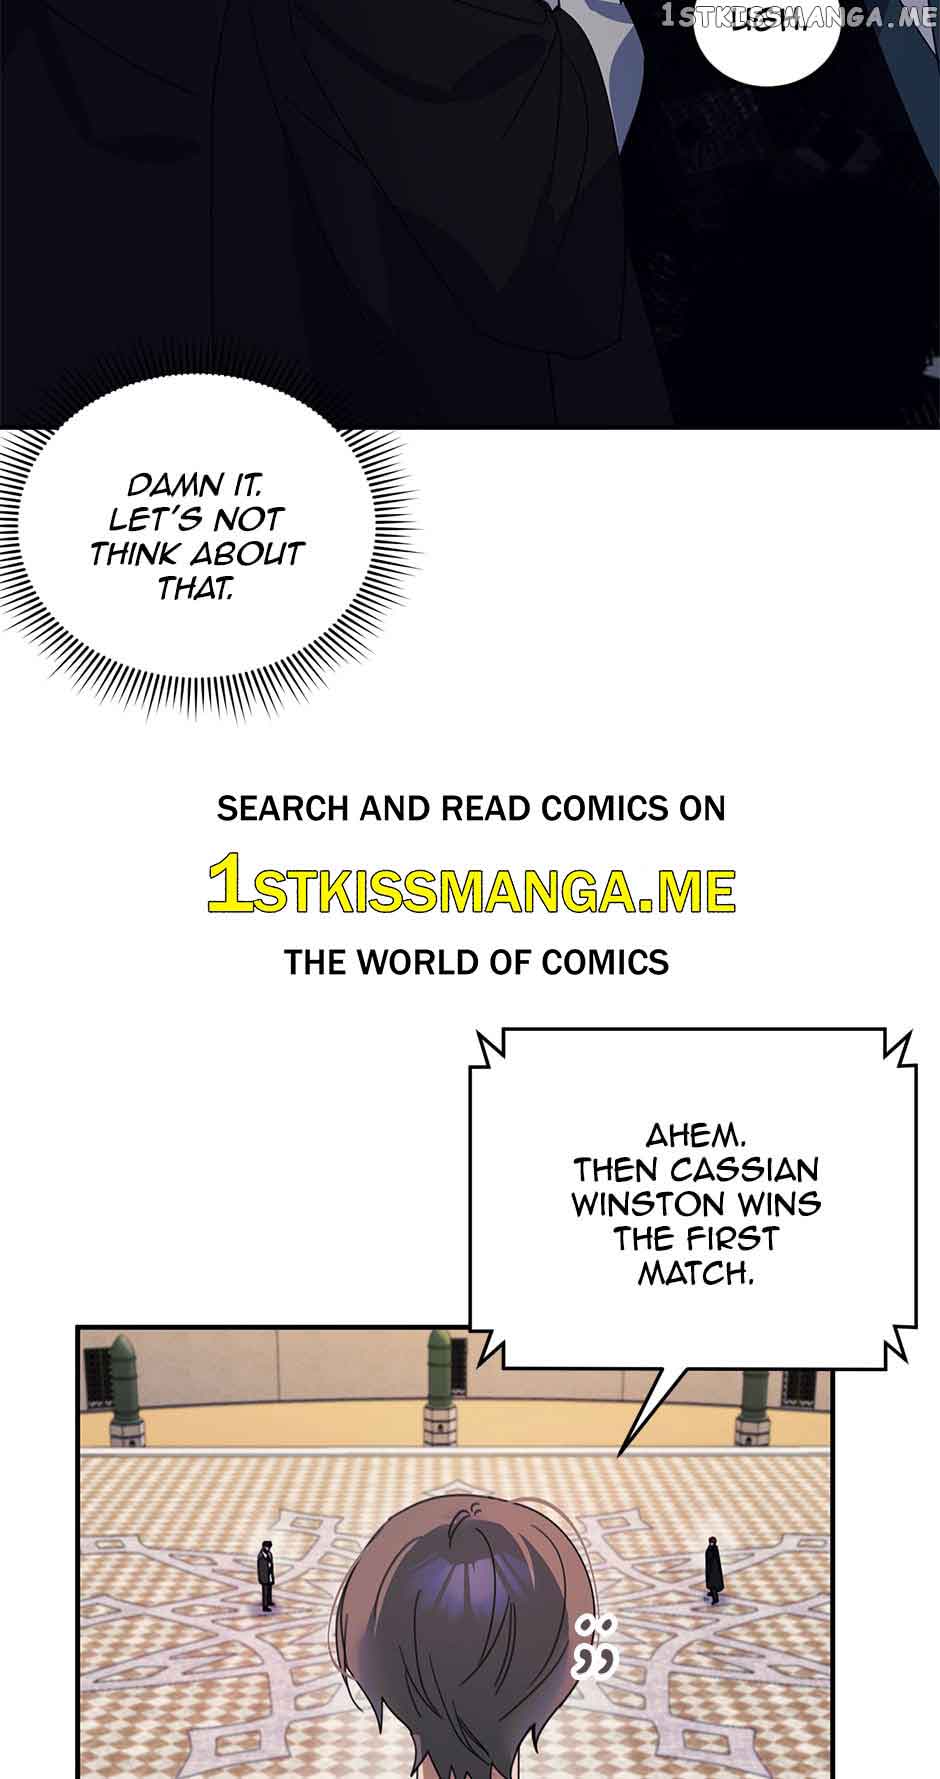 1STKISSMANGA.ME
UGH.
DAMN IT.
LET'S NOT
THINK ABOUT
THAT.
SEARCH AND READ COMICS ON
1STKISSMANGA.ME
THE WORLD OF COMICS
AHEM.
THEN CASSIAN
WINSTON WINS
THE FIRST
MATCH.